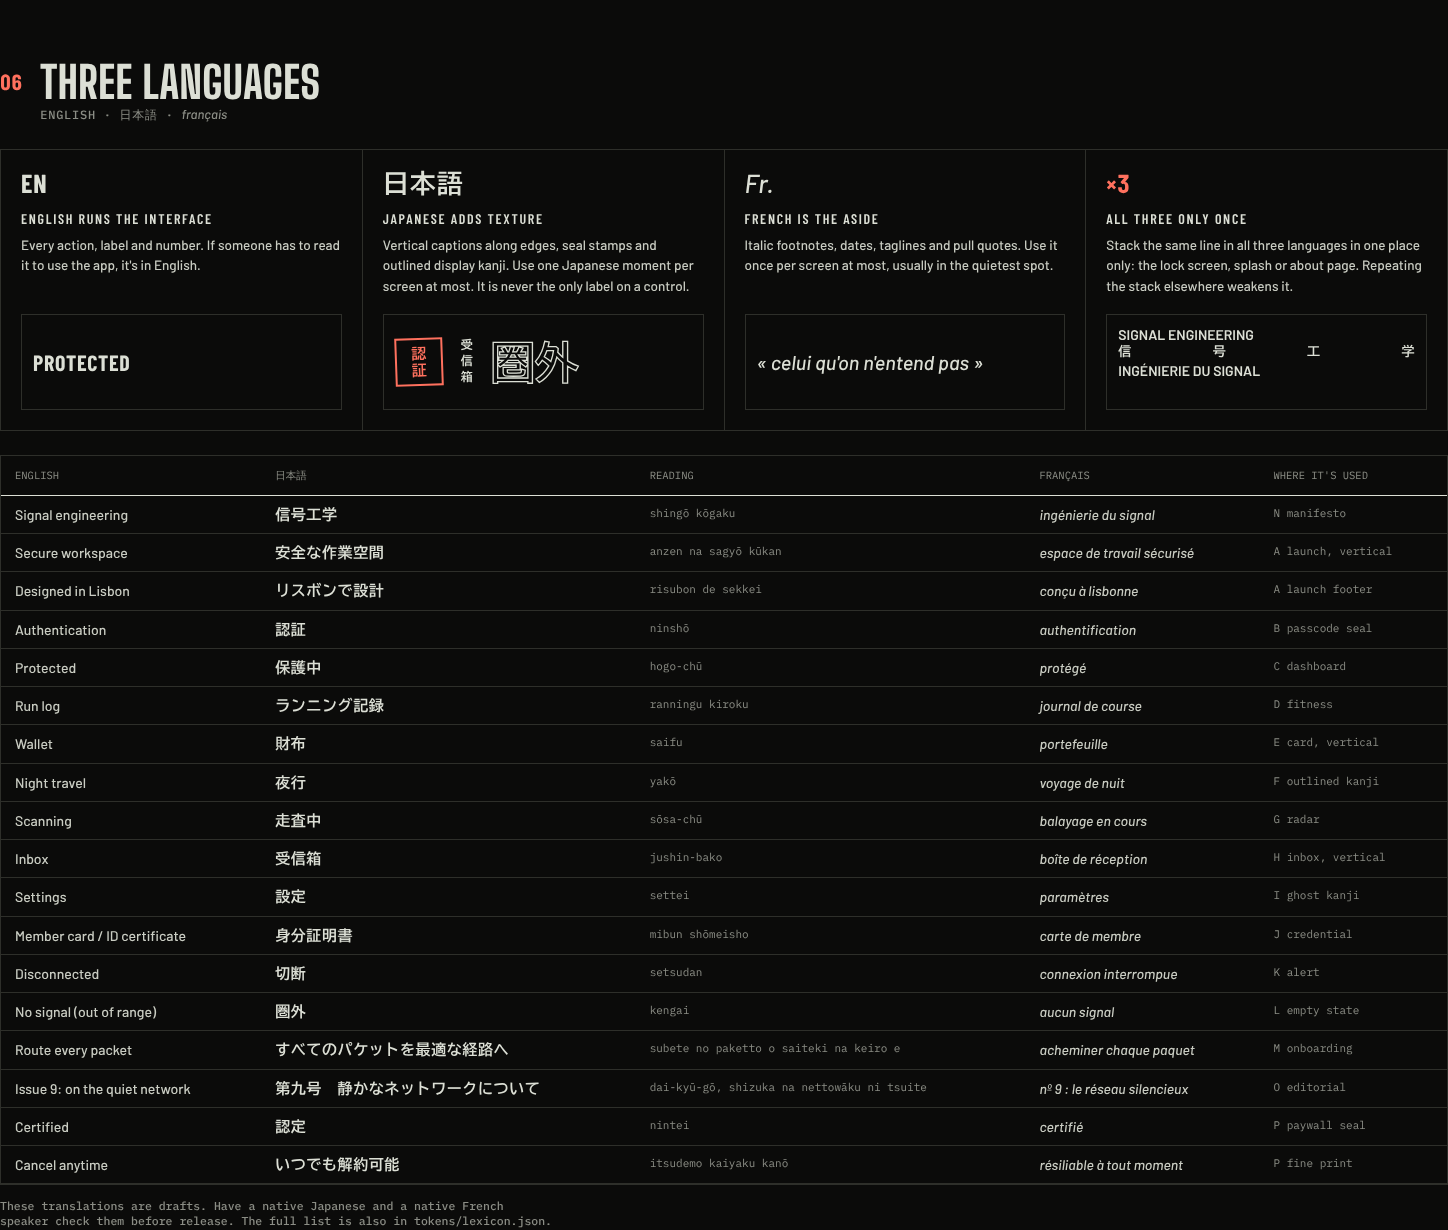 06
THREE LANGUAGES
ENGLISH · 日本語 · français
EN
ENGLISH RUNS THE INTERFACE
Every action, label and number. If someone has to read
it to use the app, it's in English.
PROTECTED
日本語
JAPANESE ADDS TEXTURE
Vertical captions along edges, seal stamps and
outlined display kanji. Use one Japanese moment per
screen at most. It is never the only label on a control.
認証
受信箱
圏外
Fr.
FRENCH IS THE ASIDE
Italic footnotes, dates, taglines and pull quotes. Use it
once per screen at most, usually in the quietest spot.
« celui qu'on n'entend pas »
×3
ALL THREE ONLY ONCE
Stack the same line in all three languages in one place
only: the lock screen, splash or about page. Repeating
the stack elsewhere weakens it.
SIGNAL ENGINEERING
信号工学
INGÉNIERIE DU SIGNAL
ENGLISH 日本語 READING FRANÇAIS WHERE IT'S USED
Signal engineering 信号工学 shingō kōgaku ingénierie du signal N manifesto
Secure workspace 安全な作業空間 anzen na sagyō kūkan espace de travail sécurisé A launch, vertical
Designed in Lisbon リスボンで設計 risubon de sekkei conçu à lisbonne A launch footer
Authentication 認証 ninshō authentification B passcode seal
Protected 保護中 hogo-chū protégé C dashboard
Run log ランニング記録 ranningu kiroku journal de course D fitness
Wallet 財布 saifu portefeuille E card, vertical
Night travel 夜行 yakō voyage de nuit F outlined kanji
Scanning 走査中 sōsa-chū balayage en cours G radar
Inbox 受信箱 jushin-bako boîte de réception H inbox, vertical
Settings 設定 settei paramètres I ghost kanji
Member card / ID certificate 身分証明書 mibun shōmeisho carte de membre J credential
Disconnected 切断 setsudan connexion interrompue K alert
No signal (out of range) 圏外 kengai aucun signal L empty state
Route every packet すべてのパケットを最適な経路へ subete no paketto o saiteki na keiro e acheminer chaque paquet M onboarding
Issue 9: on the quiet network 第九号　静かなネットワークについて dai-kyū-gō, shizuka na nettowāku ni tsuite nº 9 : le réseau silencieux O editorial
Certified 認定 nintei certifié P paywall seal
Cancel anytime いつでも解約可能 itsudemo kaiyaku kanō résiliable à tout moment P fine print
These translations are drafts. Have a native Japanese and a native French
speaker check them before release. The full list is also in tokens/lexicon.json.